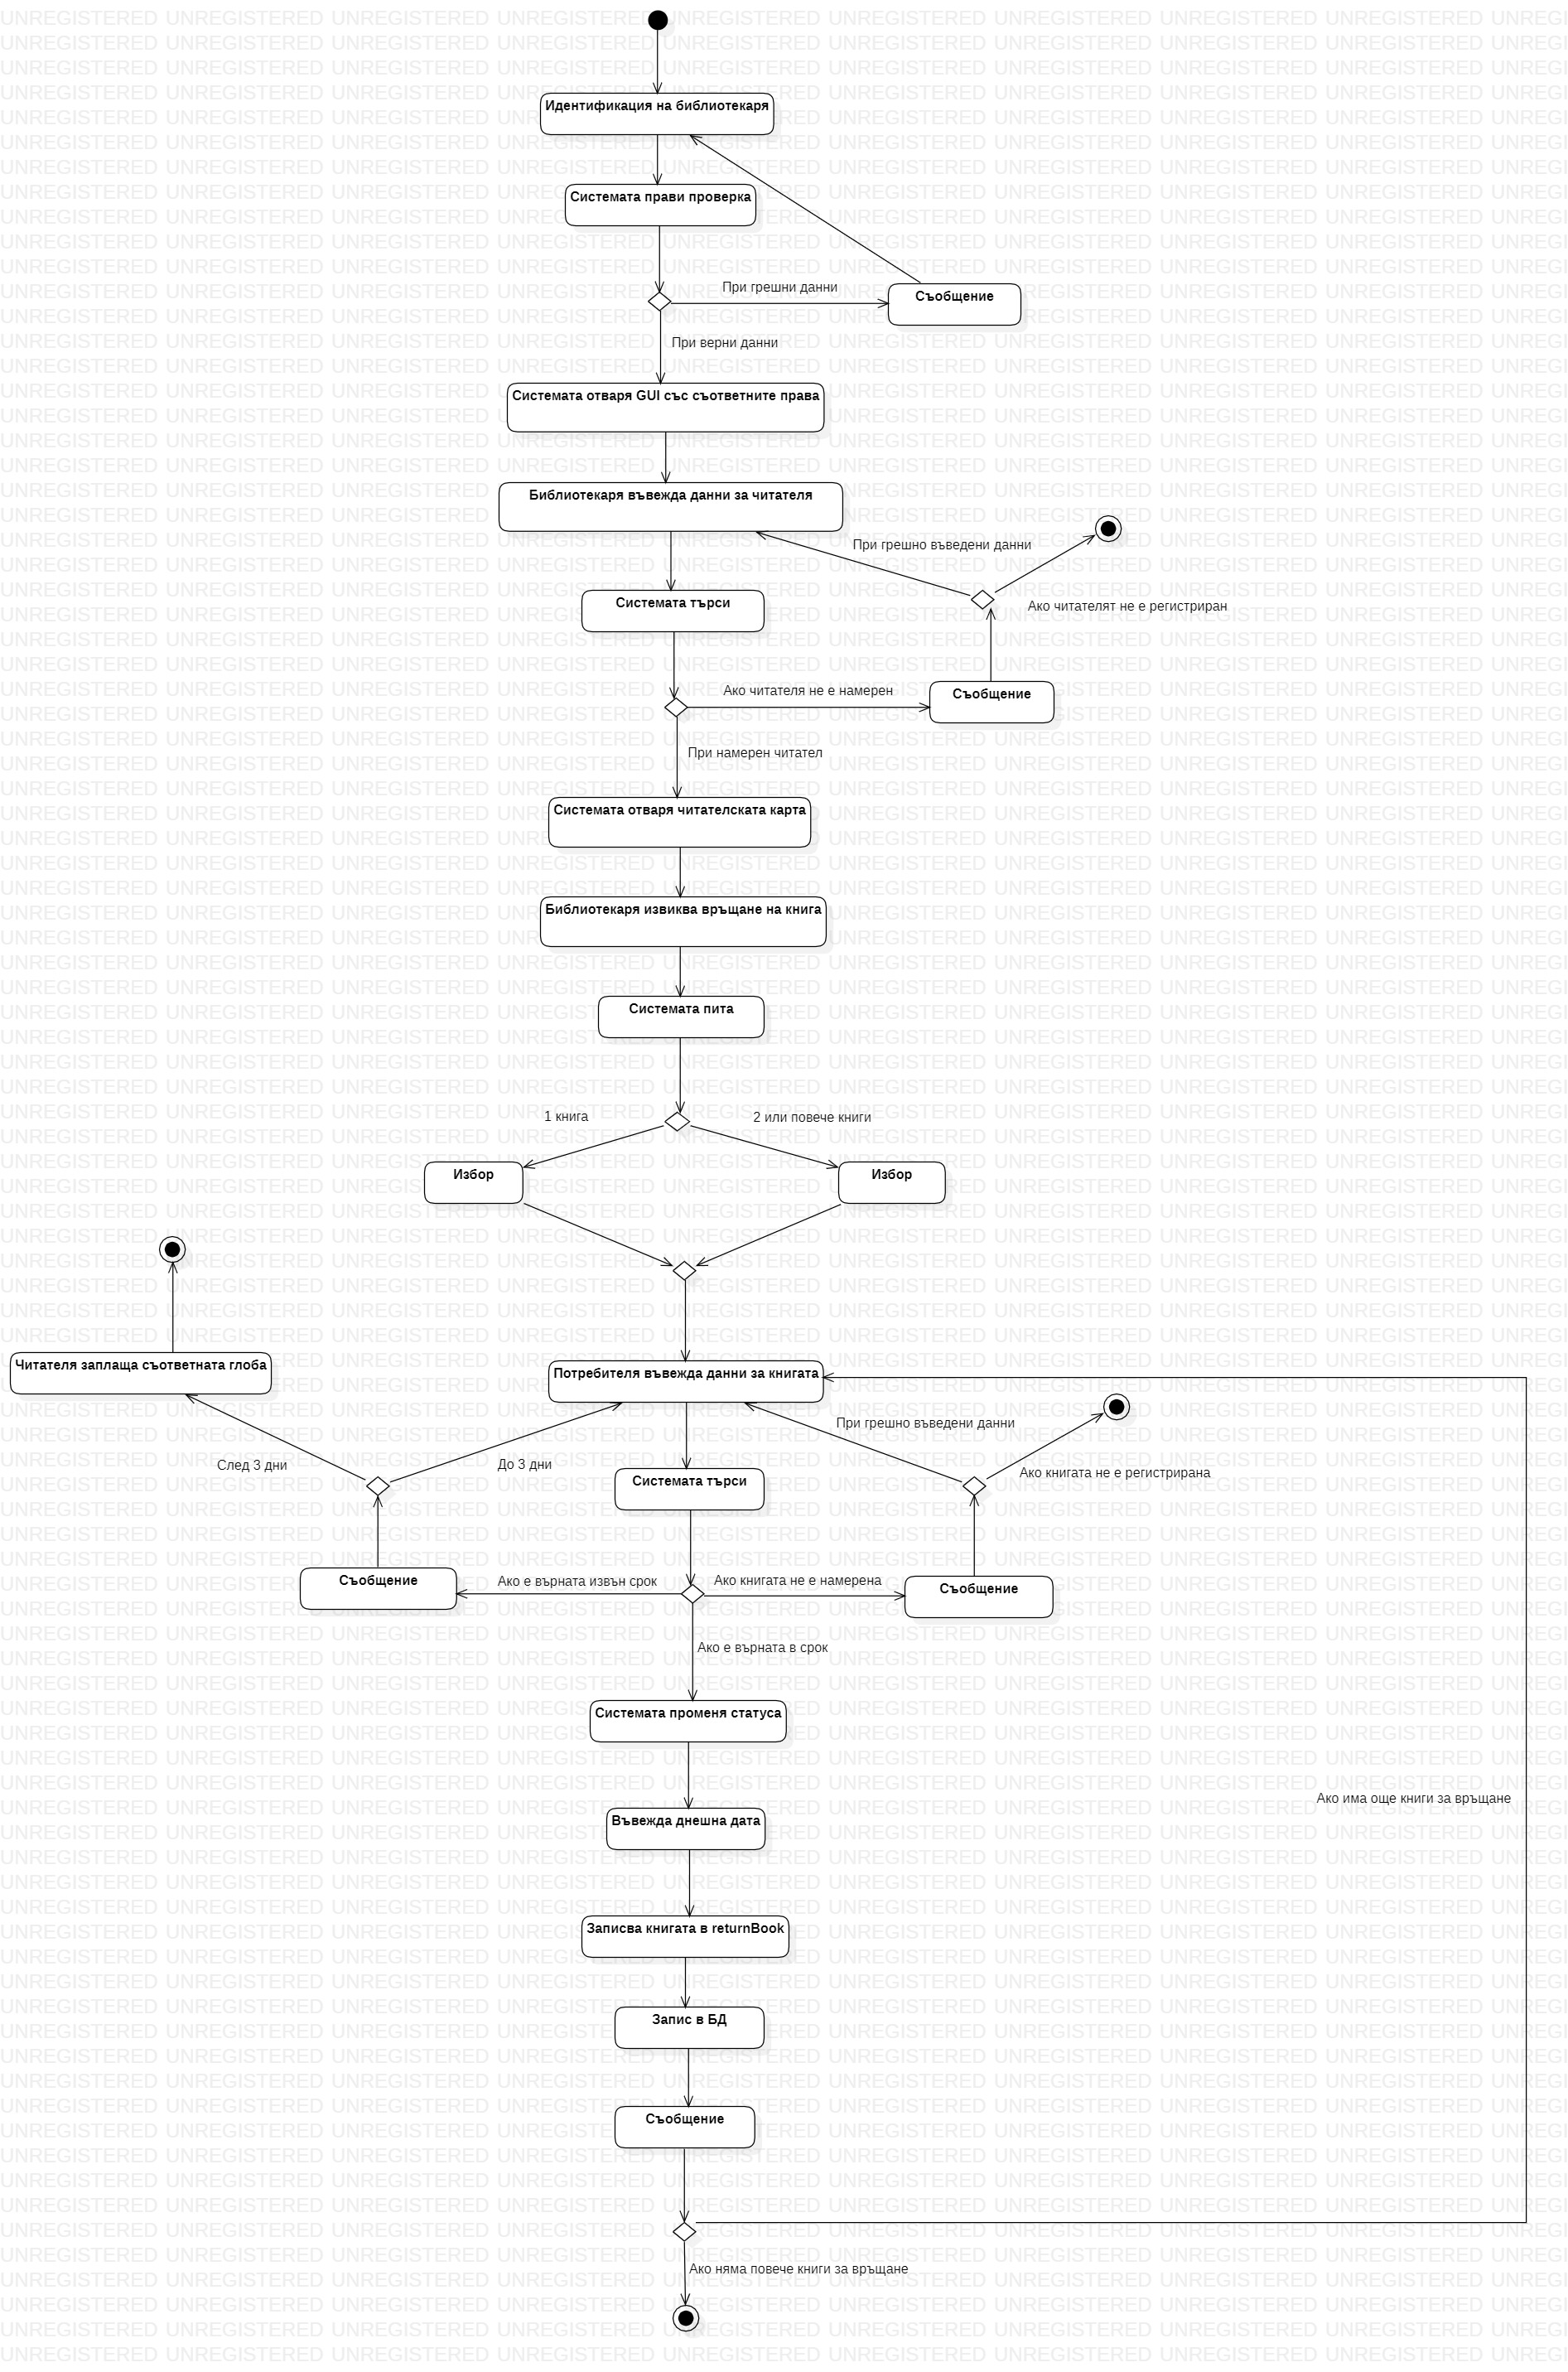 Идентификация на библиотекаря
Системата прави проверка
При грешни данни
Съобщение
При верни данни
Системата отваря GUI със съответните права
Библиотекаря въвежда данни за читателя
При грешно въведени данни
Системата търси
Ако читателят не е регистриран
Ако читателя не е намерен
Съобщение
При намерен читател
Системата отваря читателската карта
Библиотекаря извиква връщане на книга
Системата пита
1 книга
2 или повече книги
Избор
Избор
Читателя заплаща съответната глоба
Потребителя въвежда данни за книгата
При грешно въведени данни
След 3 дни
До 3 дни
Системата търси
Ако книгата не е регистрирана
Съобщение
Ако е върната извън срок
Ако книгата не е намерена
Съобщение
Ако е върната в срок
Системата променя статуса
Ако има още книги за връщане
Въвежда днешна дата
Записва книгата в returnBook
Запис в БД
Съобщение
Ако няма повече книги за връщане
UNREGISTERED